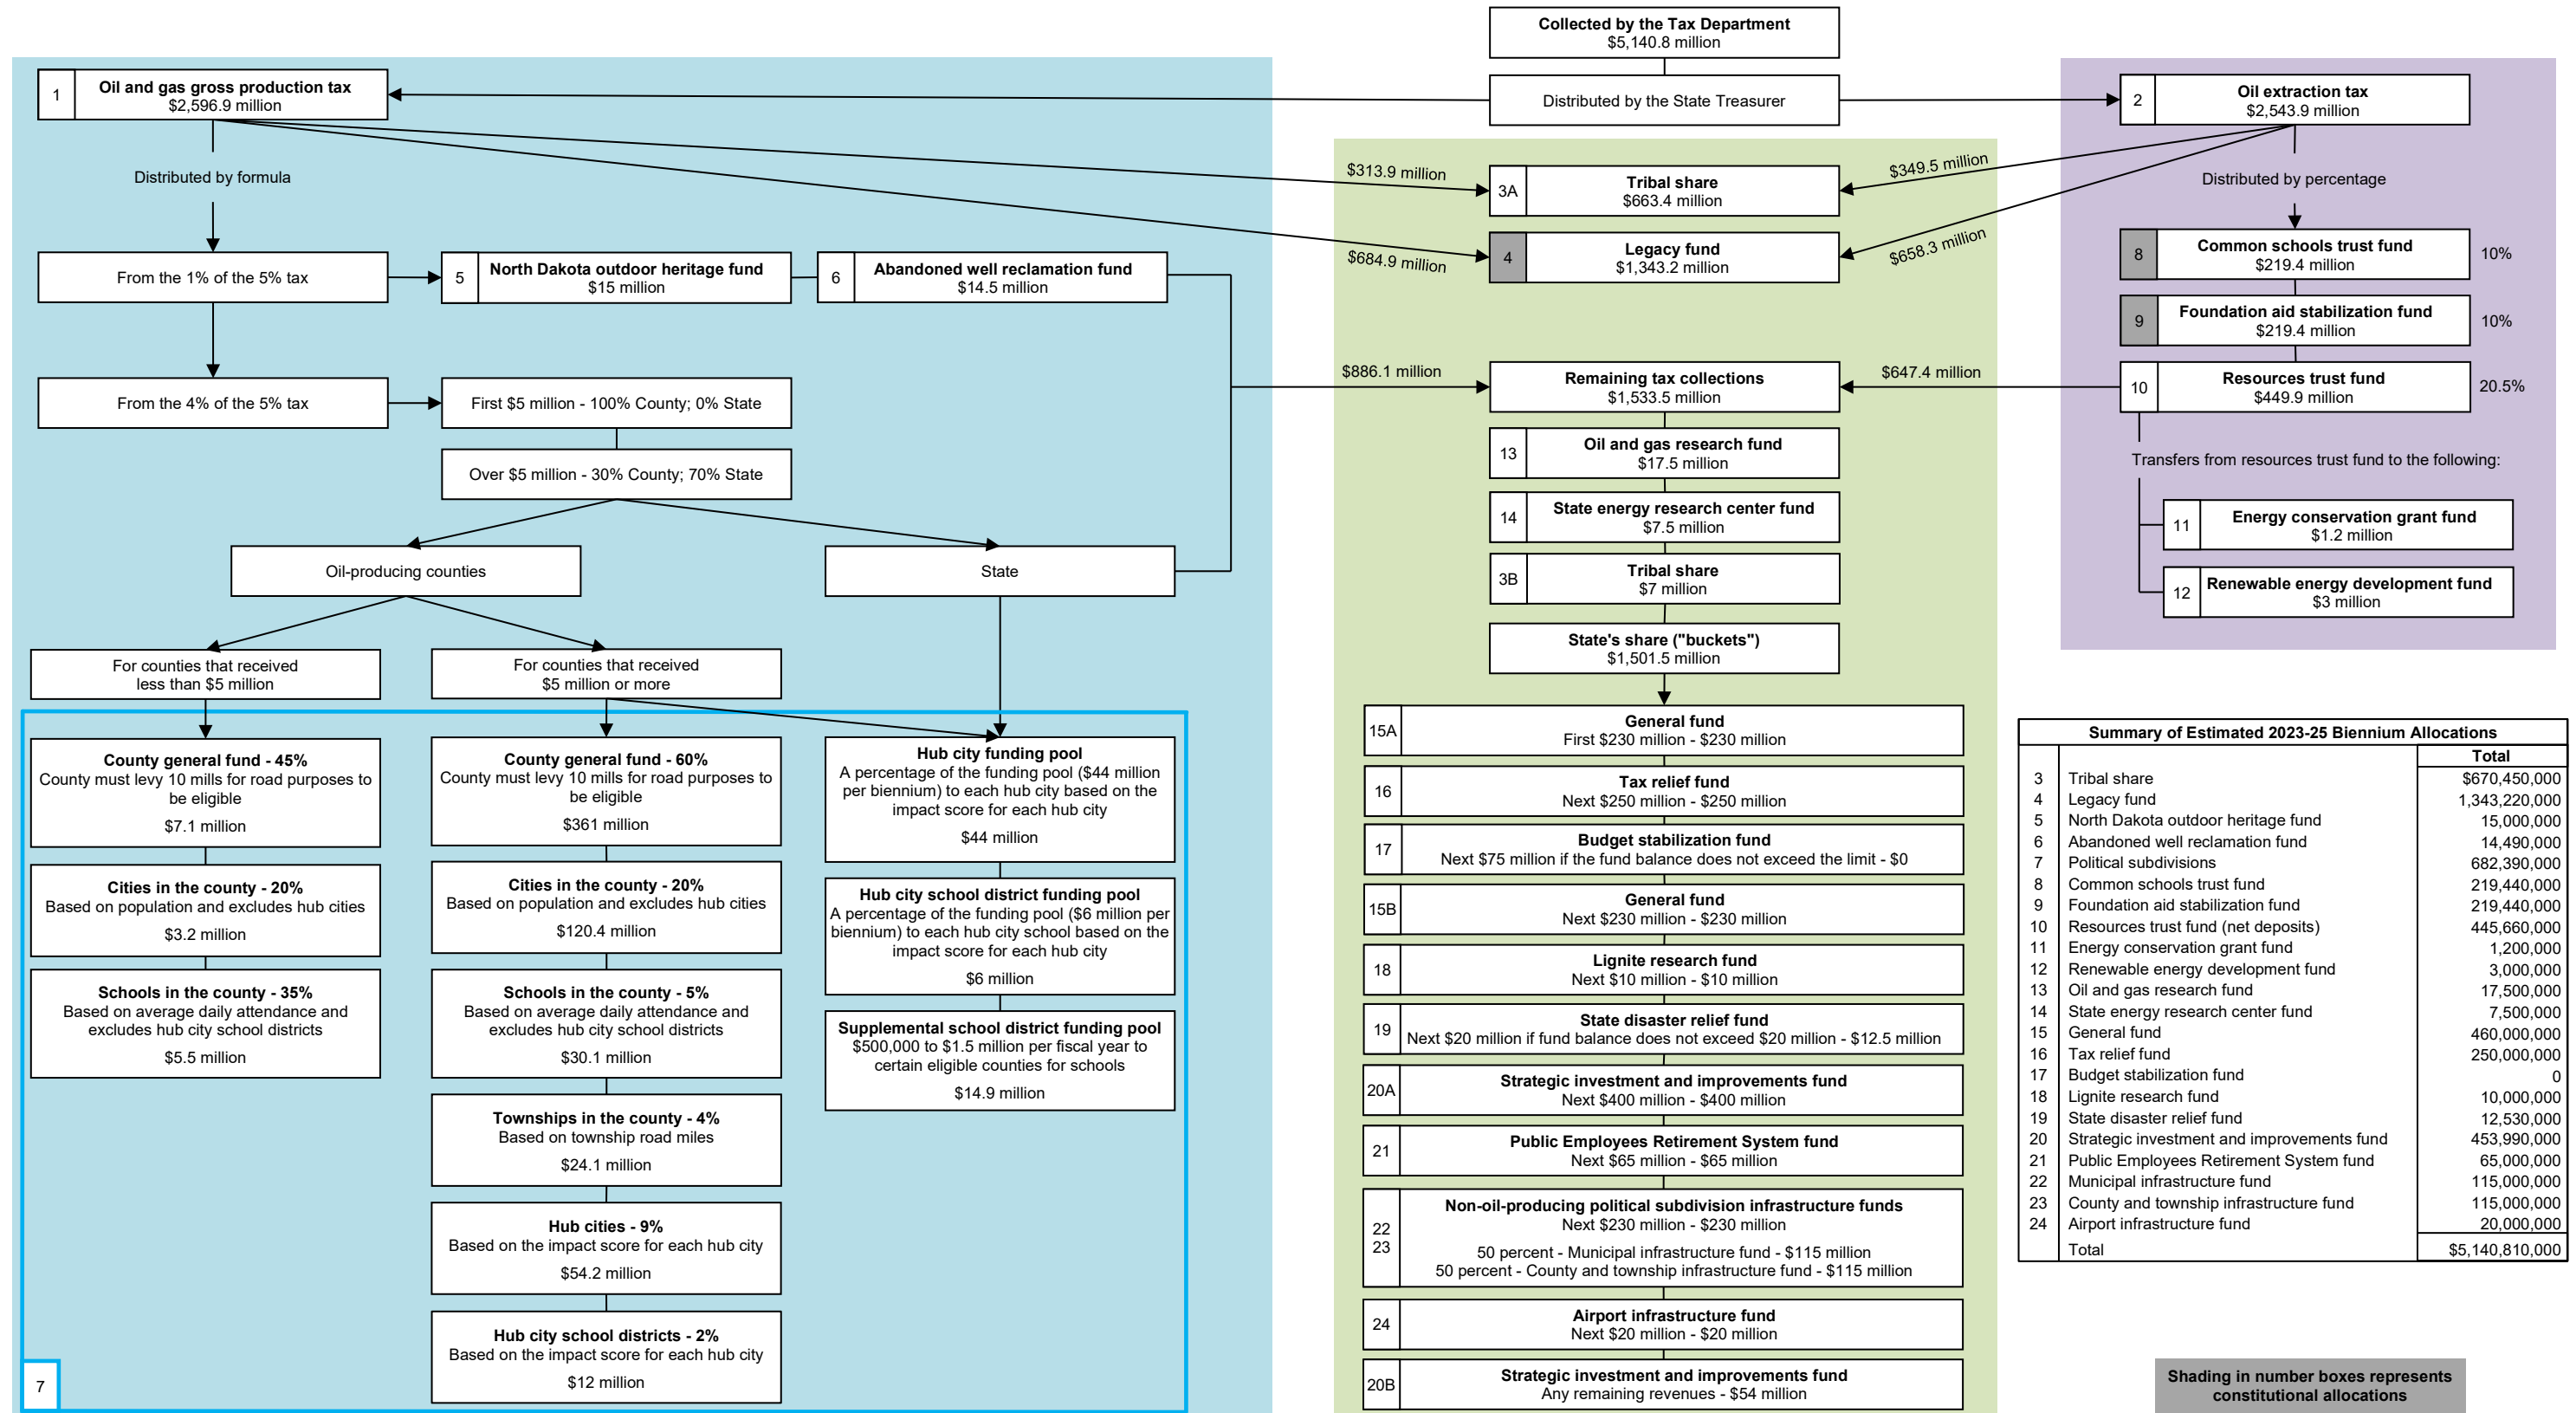 Collected by the Tax Department
$5,140.8 million
Distributed by the State Treasurer
1
Oil and gas gross production tax
$2,596.9 million
2
Oil extraction tax
$2,543.9 million
Distributed by formula
Distributed by percentage
$313.9 million
3A
Tribal share
$663.4 million
$349.5 million
$684.9 million
4
Legacy fund
$1,343.2 million
$658.3 million
From the 1% of the 5% tax
5
North Dakota outdoor heritage fund
$15 million
6
Abandoned well reclamation fund
$14.5 million
8
Common schools trust fund
$219.4 million
10%
9
Foundation aid stabilization fund
$219.4 million
10%
10
Resources trust fund
$449.9 million
20.5%
Transfers from resources trust fund to the following:
11
Energy conservation grant fund
$1.2 million
12
Renewable energy development fund
$3 million
From the 4% of the 5% tax
First $5 million - 100% County; 0% State
Over $5 million - 30% County; 70% State
Oil-producing counties
State
For counties that received
less than $5 million
For counties that received
$5 million or more
County general fund - 45%
County must levy 10 mills for road purposes to
be eligible
$7.1 million
Cities in the county - 20%
Based on population and excludes hub cities
$3.2 million
Schools in the county - 35%
Based on average daily attendance and
excludes hub city school districts
$5.5 million
County general fund - 60%
County must levy 10 mills for road purposes to
be eligible
$361 million
Cities in the county - 20%
Based on population and excludes hub cities
$120.4 million
Schools in the county - 5%
Based on average daily attendance and
excludes hub city school districts
$30.1 million
Townships in the county - 4%
Based on township road miles
$24.1 million
Hub cities - 9%
Based on the impact score for each hub city
$54.2 million
Hub city school districts - 2%
Based on the impact score for each hub city
$12 million
Hub city funding pool
A percentage of the funding pool ($44 million
per biennium) to each hub city based on the
impact score for each hub city
$44 million
Hub city school district funding pool
A percentage of the funding pool ($6 million per
biennium) to each hub city school based on the
impact score for each hub city
$6 million
Supplemental school district funding pool
$500,000 to $1.5 million per fiscal year to
certain eligible counties for schools
$14.9 million
7
$886.1 million
Remaining tax collections
$1,533.5 million
$647.4 million
13
Oil and gas research fund
$17.5 million
14
State energy research center fund
$7.5 million
3B
Tribal share
$7 million
State's share ("buckets")
$1,501.5 million
15A
General fund
First $230 million - $230 million
16
Tax relief fund
Next $250 million - $250 million
17
Budget stabilization fund
Next $75 million if the fund balance does not exceed the limit - $0
15B
General fund
Next $230 million - $230 million
18
Lignite research fund
Next $10 million - $10 million
19
State disaster relief fund
Next $20 million if fund balance does not exceed $20 million - $12.5 million
20A
Strategic investment and improvements fund
Next $400 million - $400 million
21
Public Employees Retirement System fund
Next $65 million - $65 million
22
23
Non-oil-producing political subdivision infrastructure funds
Next $230 million - $230 million
50 percent - Municipal infrastructure fund - $115 million
50 percent - County and township infrastructure fund - $115 million
24
Airport infrastructure fund
Next $20 million - $20 million
20B
Strategic investment and improvements fund
Any remaining revenues - $54 million
Summary of Estimated 2023-25 Biennium Allocations
Total
3 Tribal share $670,450,000
4 Legacy fund 1,343,220,000
5 North Dakota outdoor heritage fund 15,000,000
6 Abandoned well reclamation fund 14,490,000
7 Political subdivisions 682,390,000
8 Common schools trust fund 219,440,000
9 Foundation aid stabilization fund 219,440,000
10 Resources trust fund (net deposits) 445,660,000
11 Energy conservation grant fund 1,200,000
12 Renewable energy development fund 3,000,000
13 Oil and gas research fund 17,500,000
14 State energy research center fund 7,500,000
15 General fund 460,000,000
16 Tax relief fund 250,000,000
17 Budget stabilization fund 0
18 Lignite research fund 10,000,000
19 State disaster relief fund 12,530,000
20 Strategic investment and improvements fund 453,990,000
21 Public Employees Retirement System fund 65,000,000
22 Municipal infrastructure fund 115,000,000
23 County and township infrastructure fund 115,000,000
24 Airport infrastructure fund 20,000,000
Total $5,140,810,000
Shading in number boxes represents
constitutional allocations